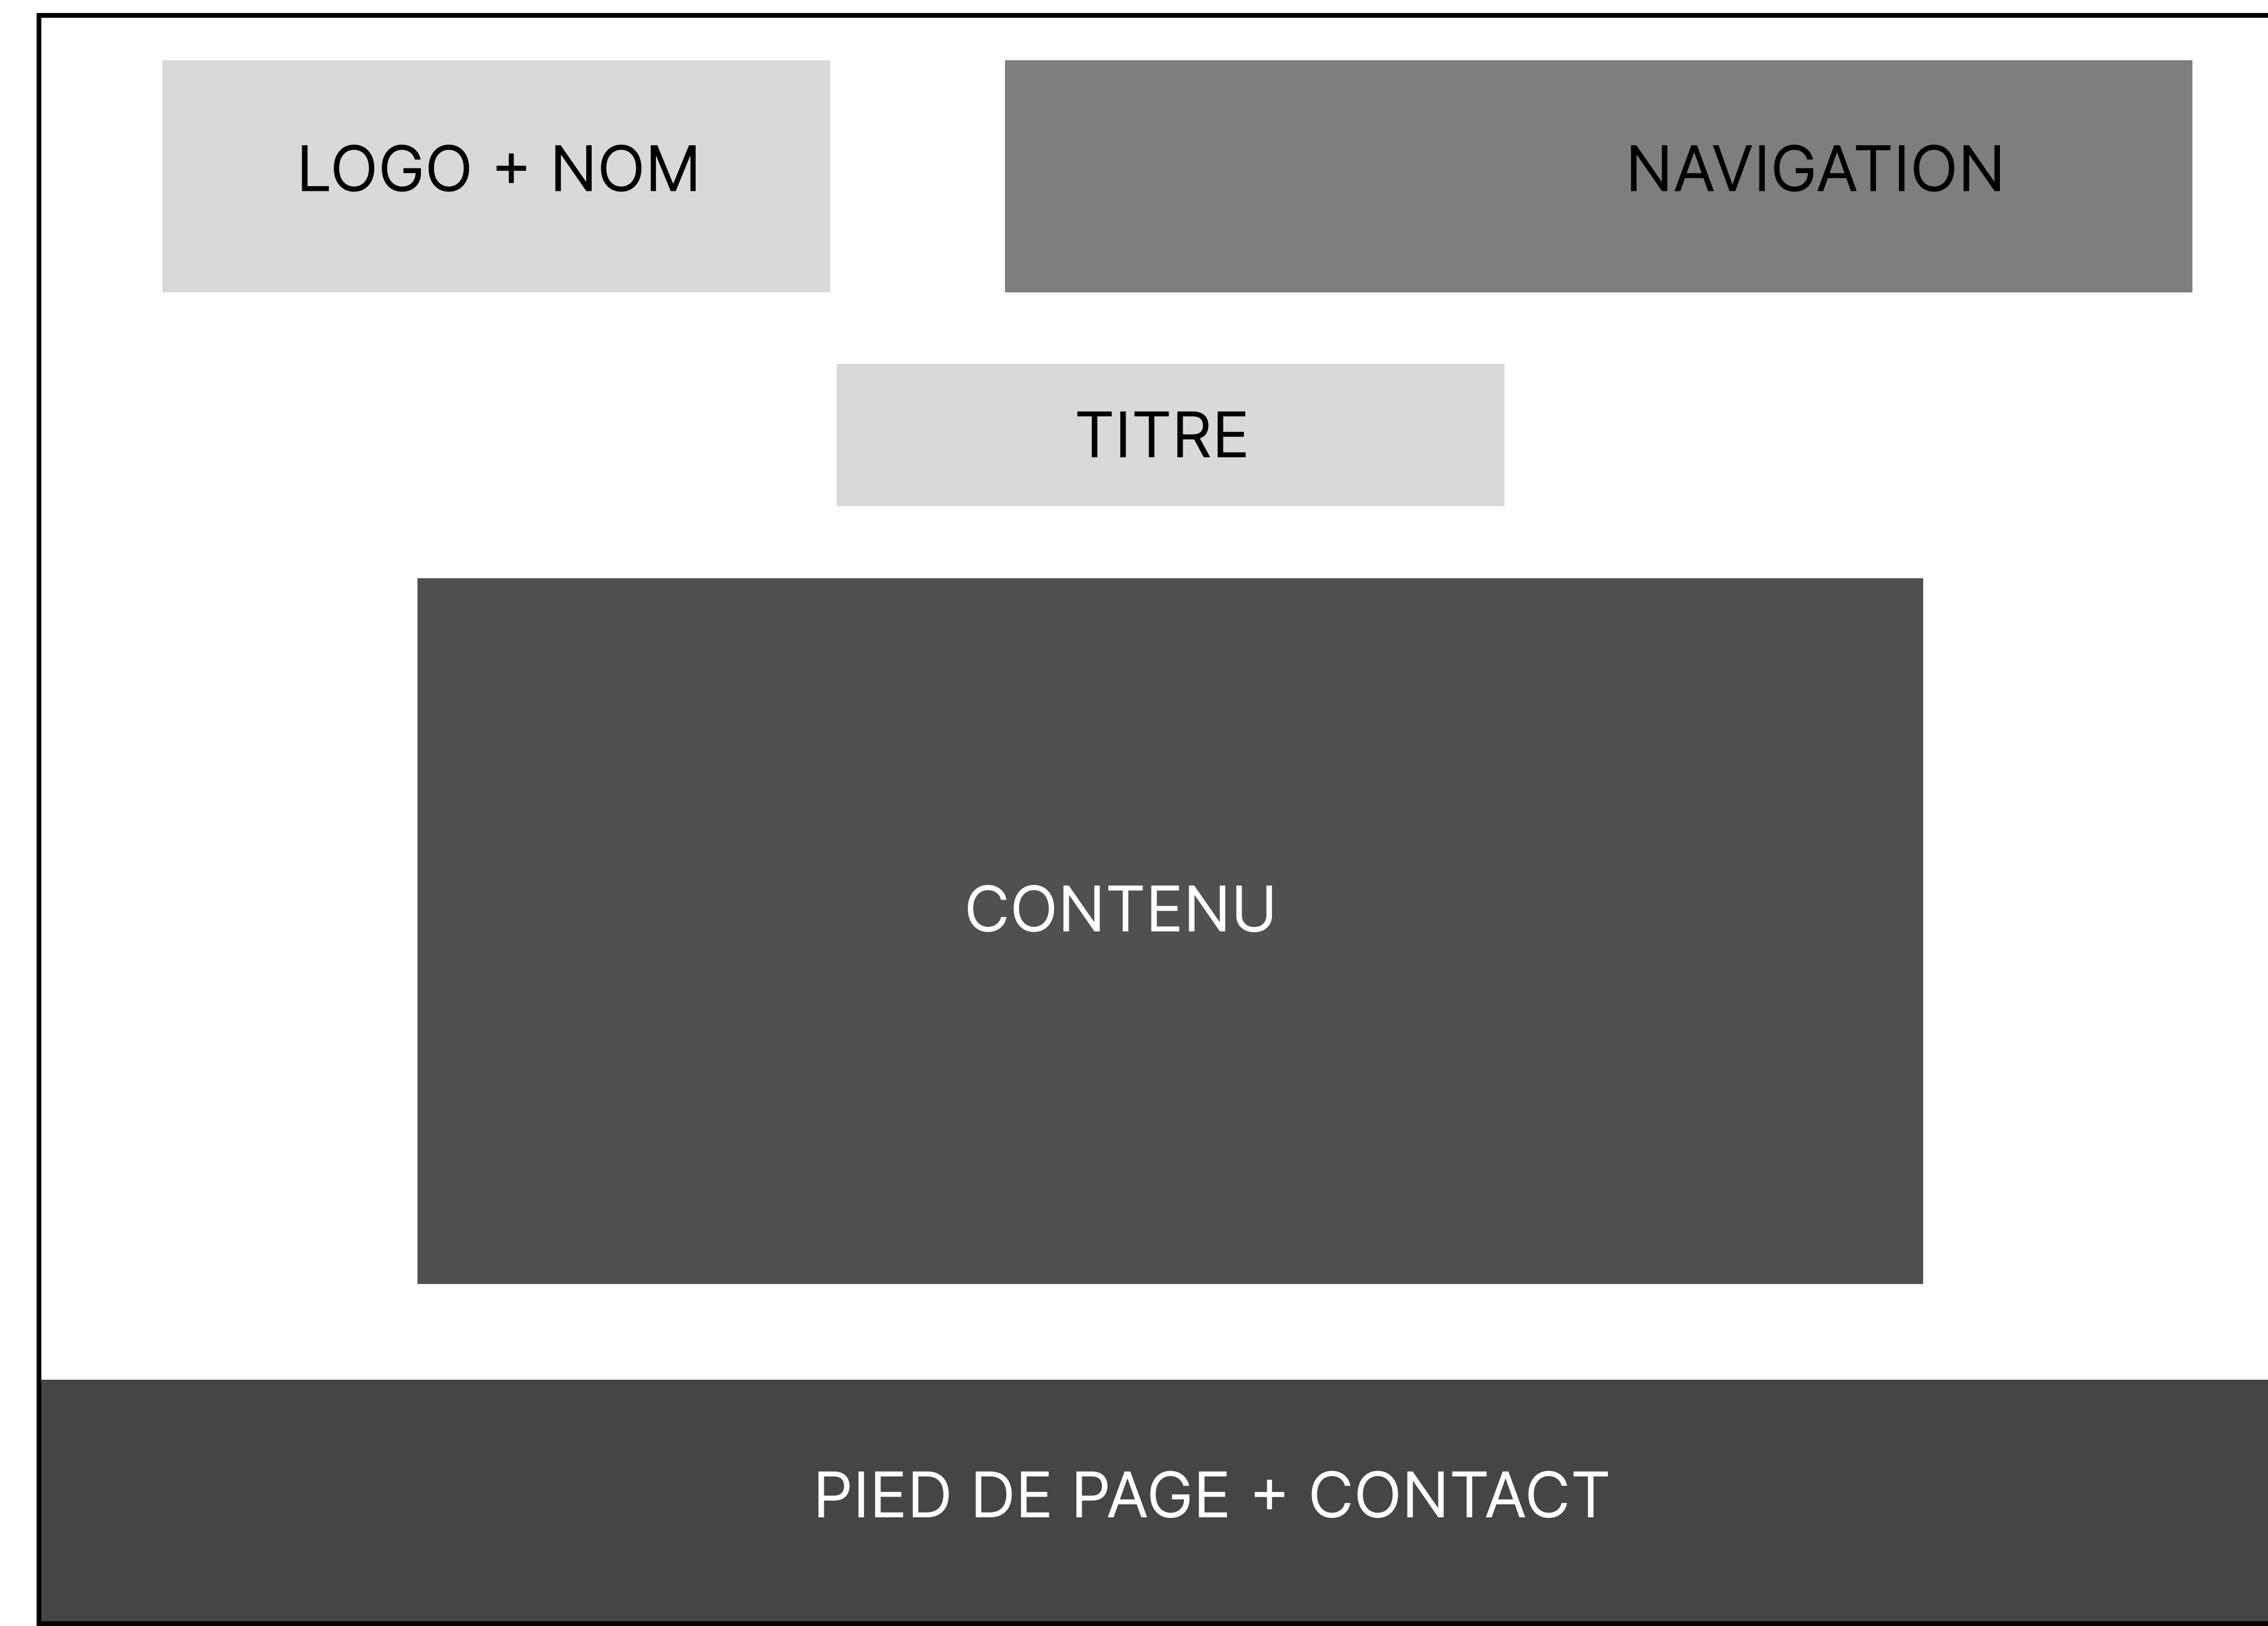 LOGO + NOM
NAVIGATION
TITRE
CONTENU
PIED DE PAGE + CONTACT